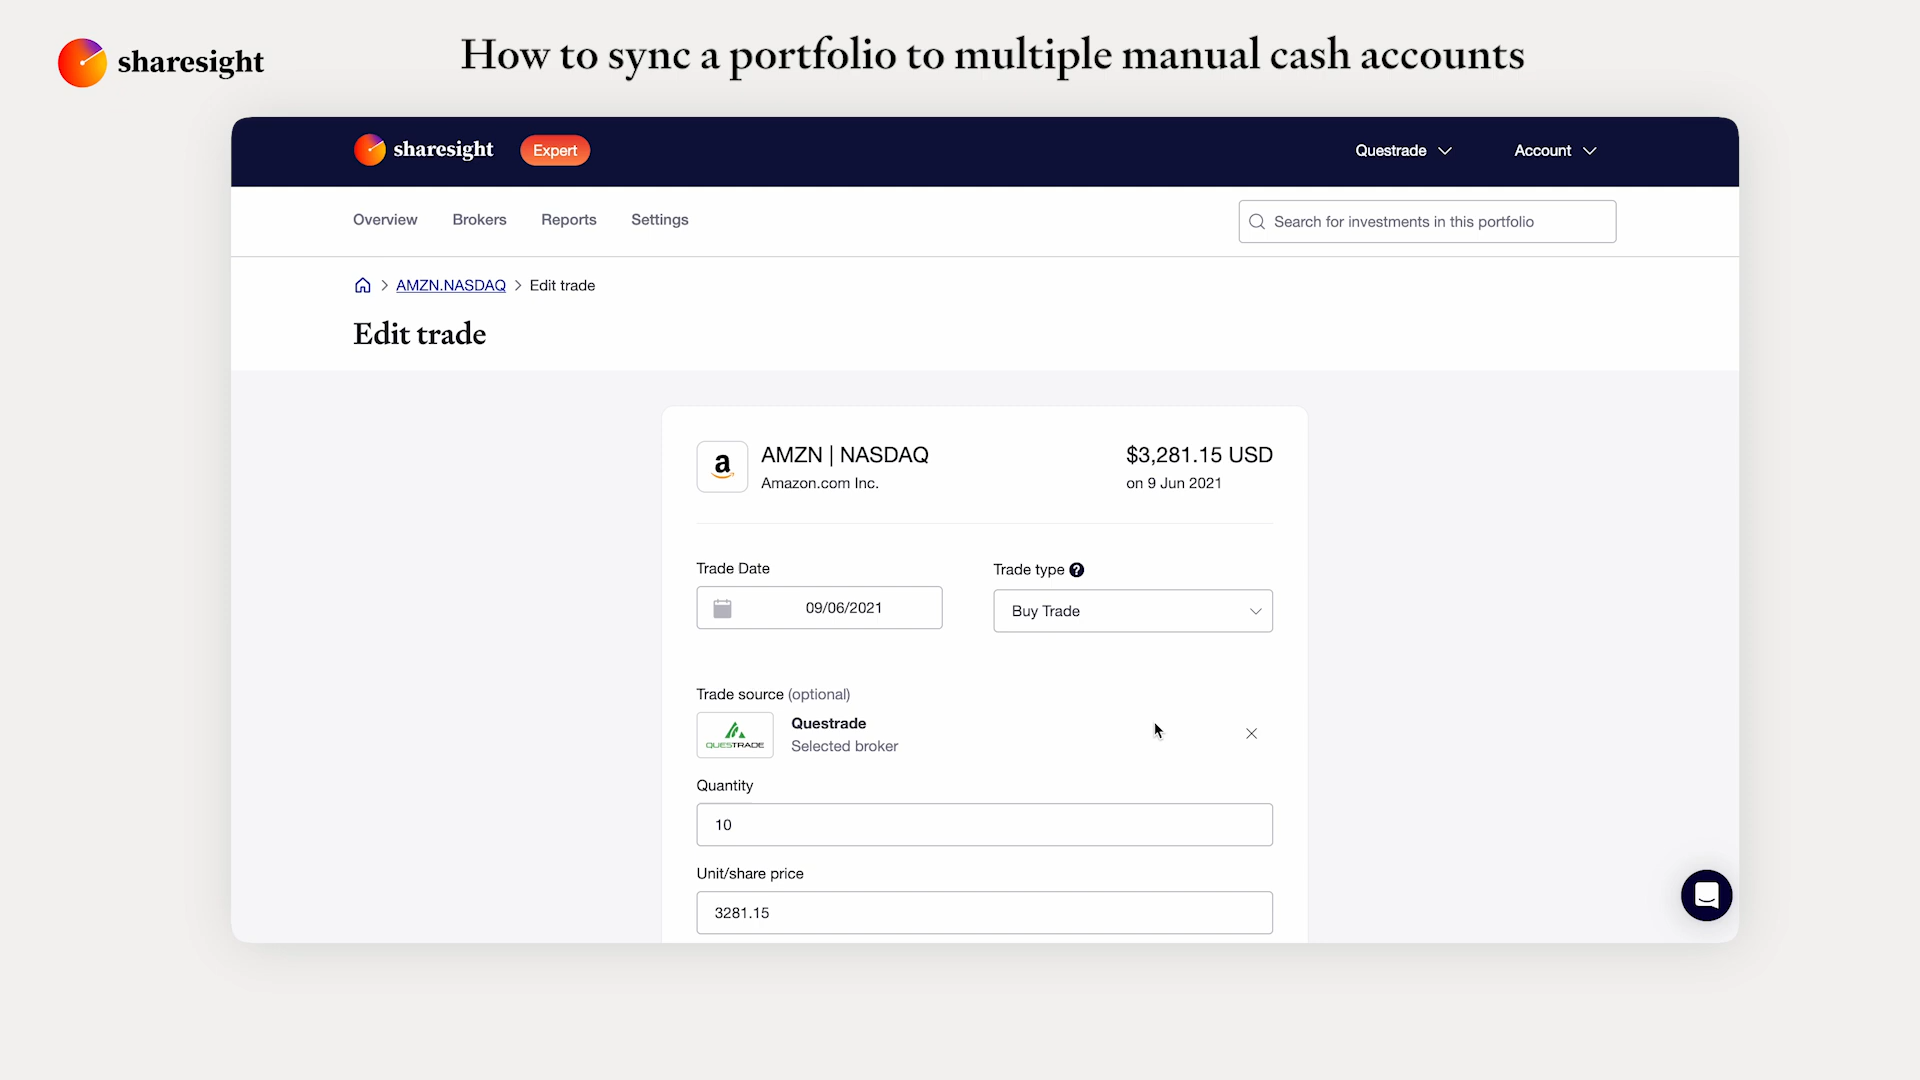 sharesight
How to sync a portfolio to multiple manual cash accounts
sharesight Expert Questrade Account
Overview Brokers Reports Settings Search for investments in this portfolio
AMZN.NASDAQ > Edit trade
Edit trade
a AMZN | NASDAQ $3,281.15 USD
Amazon.com Inc. on 9 Jun 2021
Trade Date Trade type ?
09/06/2021 Buy Trade
Trade source (optional)
QUESTRADE Questrade
Selected broker
Quantity
10
Unit/share price
3281.15